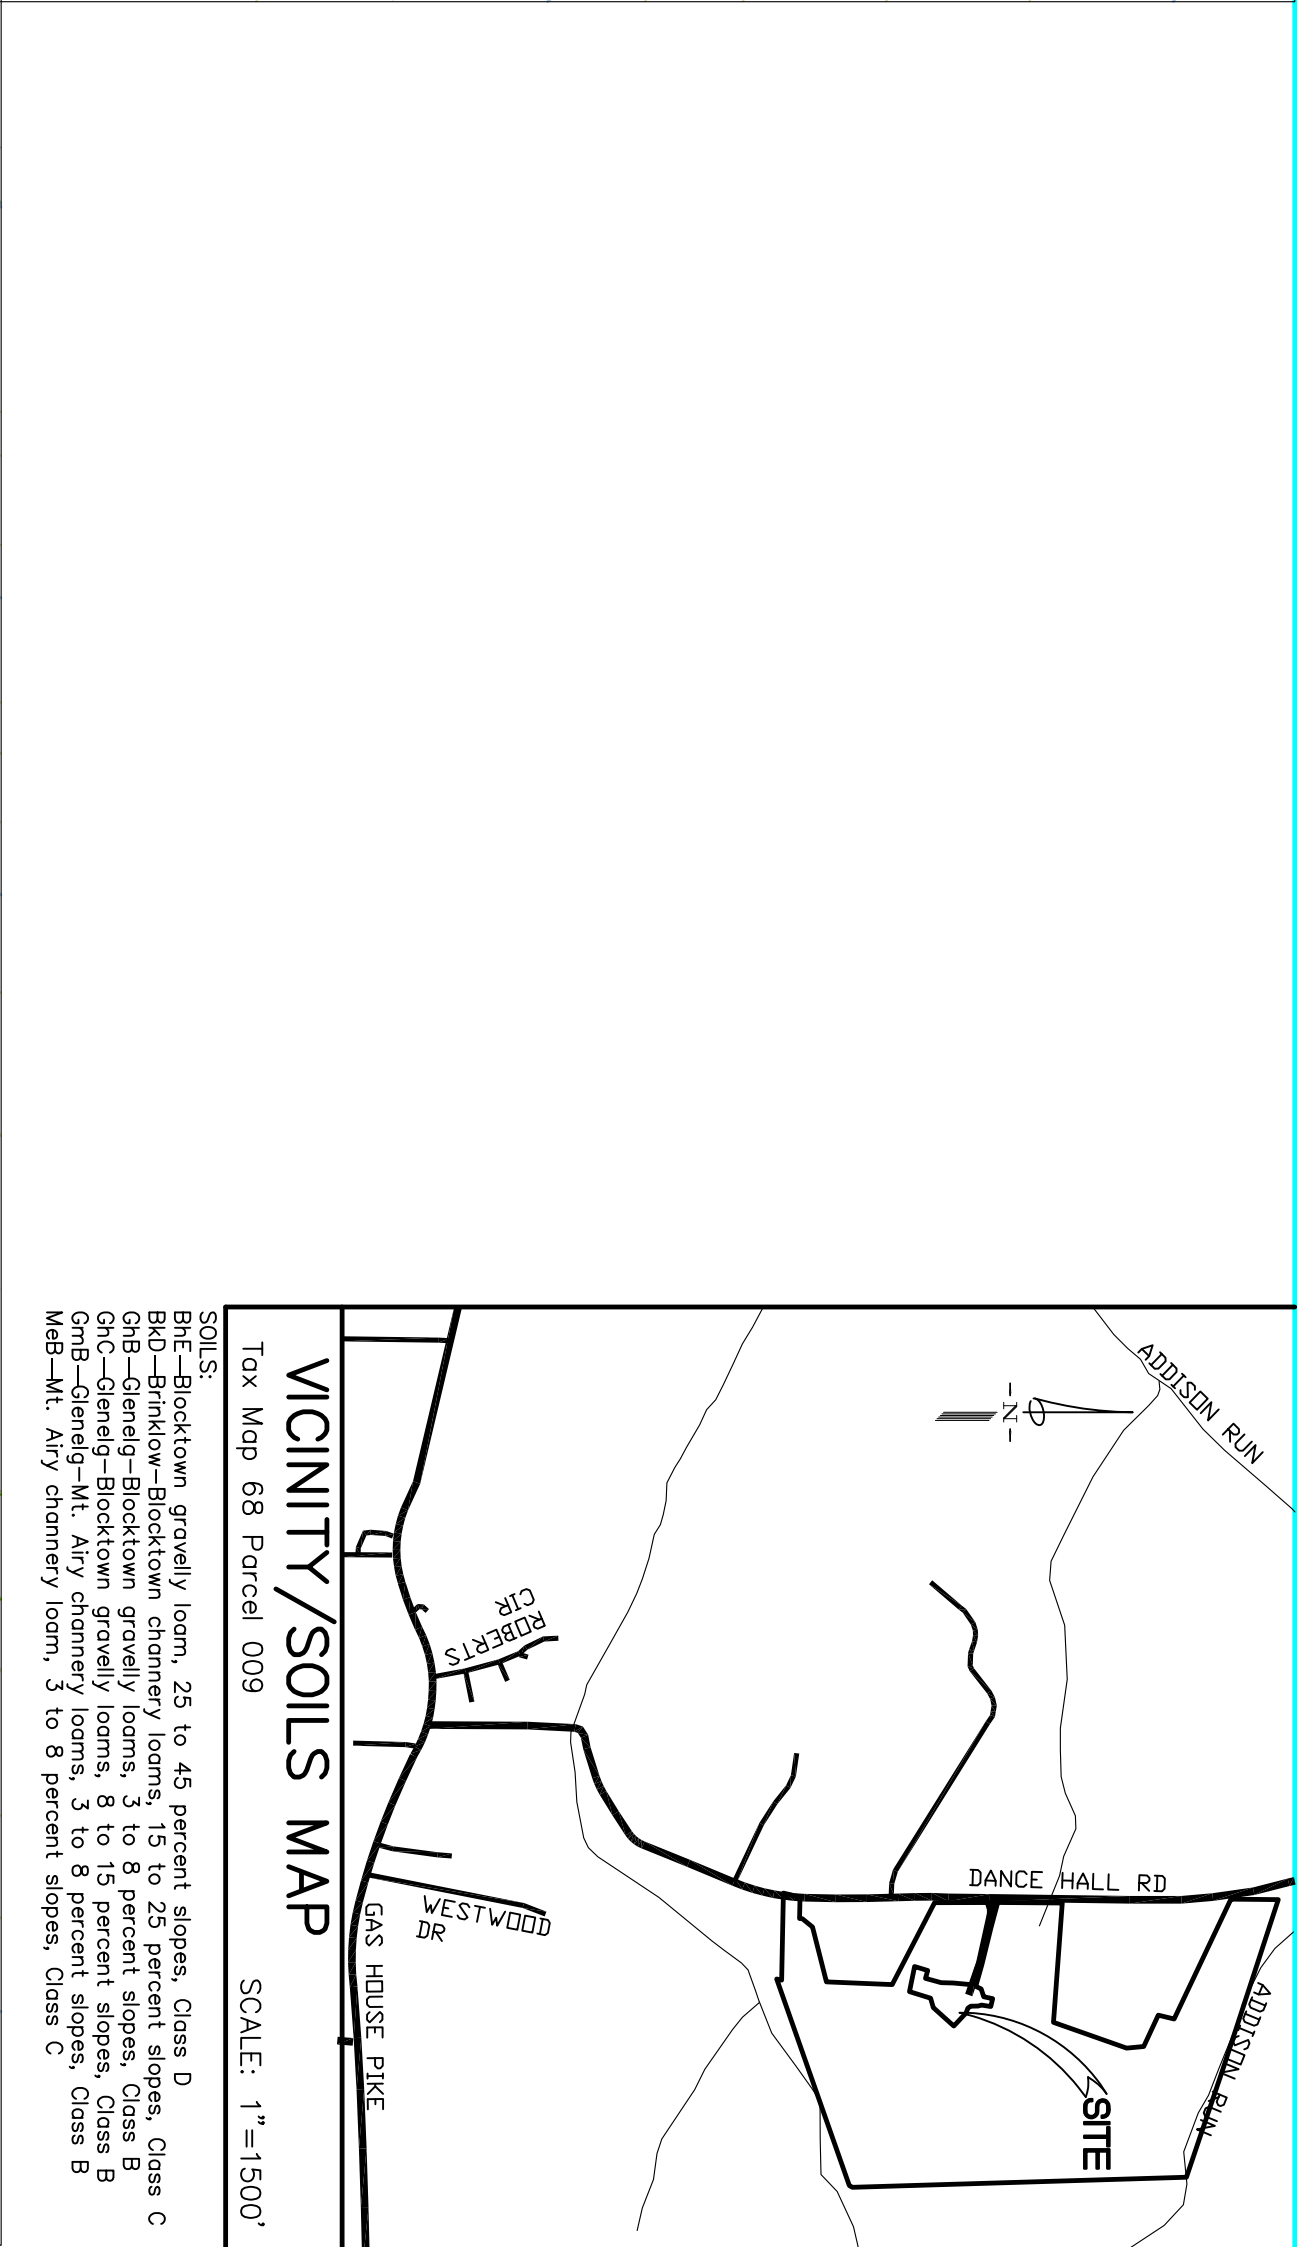 ADDISON RUN
-N-
DANCE HALL RD
ADDISON RUN
SITE
ROBERTS
CIR
WESTWOOD
DR
GAS HOUSE PIKE
VICINITY/SOILS MAP
Tax Map 68 Parcel 009
SCALE: 1"=1500'
SOILS:
BhE—Blocktown gravelly loam, 25 to 45 percent slopes, Class D
BkD—Brinklow—Blocktown channery loams, 15 to 25 percent slopes, Class C
GhB—Glenelg—Blocktown gravelly loams, 3 to 8 percent slopes, Class B
GhC—Glenelg—Blocktown gravelly loams, 8 to 15 percent slopes, Class B
GmB—Glenelg—Mt. Airy channery loams, 3 to 8 percent slopes, Class B
MeB—Mt. Airy channery loam, 3 to 8 percent slopes, Class C